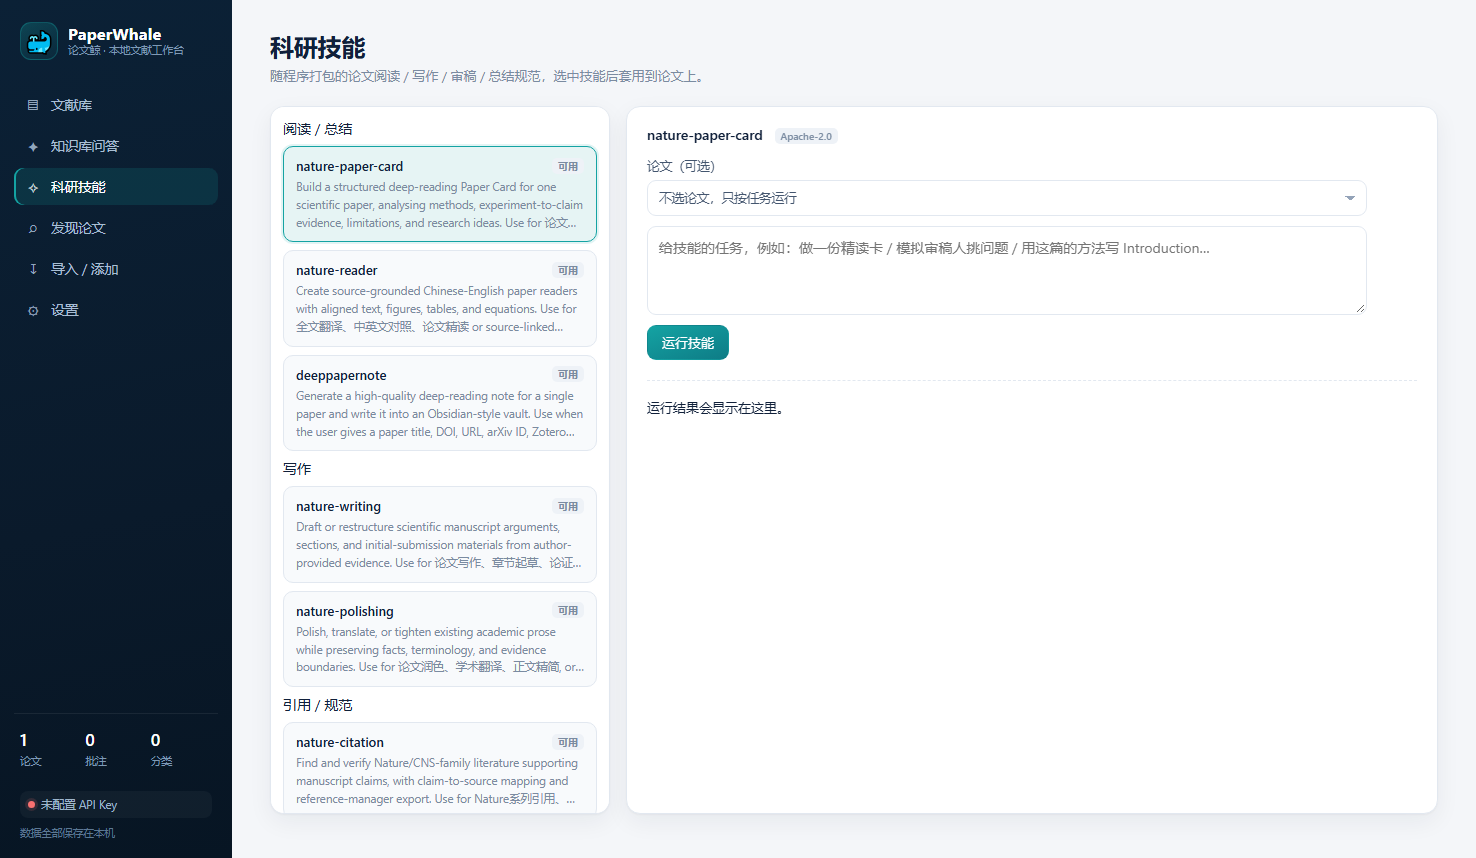 PaperWhale
论文鲸 · 本地文献工作台
文献库
知识库问答
科研技能
发现论文
导入 / 添加
设置
1
0
0
论文
批注
分类
未配置 API Key
数据全部保存在本机
科研技能
随程序打包的论文阅读 / 写作 / 审稿 / 总结规范，选中技能后套用到论文上。
阅读 / 总结
nature-paper-card
可用
Build a structured deep-reading Paper Card for one
scientific paper, analysing methods, experiment-to-claim
evidence, limitations, and research ideas. Use for 论文...
nature-reader
可用
Create source-grounded Chinese-English paper readers
with aligned text, figures, tables, and equations. Use for
全文翻译、中英文对照、论文精读 or source-linked...
deeppapernote
可用
Generate a high-quality deep-reading note for a single
paper and write it into an Obsidian-style vault. Use when
the user gives a paper title, DOI, URL, arXiv ID, Zotero...
写作
nature-writing
可用
Draft or restructure scientific manuscript arguments,
sections, and initial-submission materials from author-
provided evidence. Use for 论文写作、章节起草、论证...
nature-polishing
可用
Polish, translate, or tighten existing academic prose
while preserving facts, terminology, and evidence
boundaries. Use for 论文润色、学术翻译、正文精简, or...
引用 / 规范
nature-citation
可用
Find and verify Nature/CNS-family literature supporting
manuscript claims, with claim-to-source mapping and
reference-manager export. Use for Nature系列引用、...
nature-paper-card
Apache-2.0
论文（可选）
不选论文，只按任务运行
给技能的任务，例如：做一份精读卡 / 模拟审稿人挑问题 / 用这篇的方法写 Introduction...
运行技能
运行结果会显示在这里。